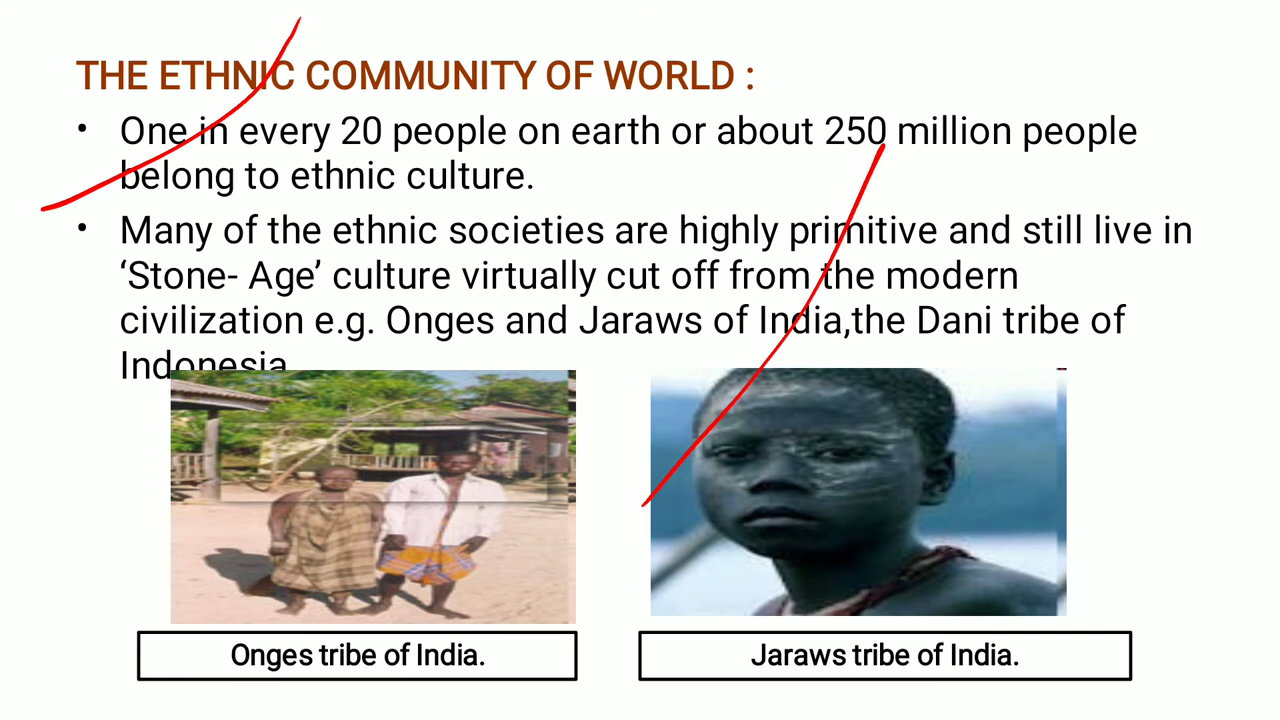 THE ETHNIC COMMUNITY OF WORLD :
• One in every 20 people on earth or about 250 million people
belong to ethnic culture.
• Many of the ethnic societies are highly primitive and still live in
‘Stone- Age’ culture virtually cut off from the modern
civilization e.g. Onges and Jaraws of India,the Dani tribe of
Indonesia
Onges tribe of India.
Jaraws tribe of India.